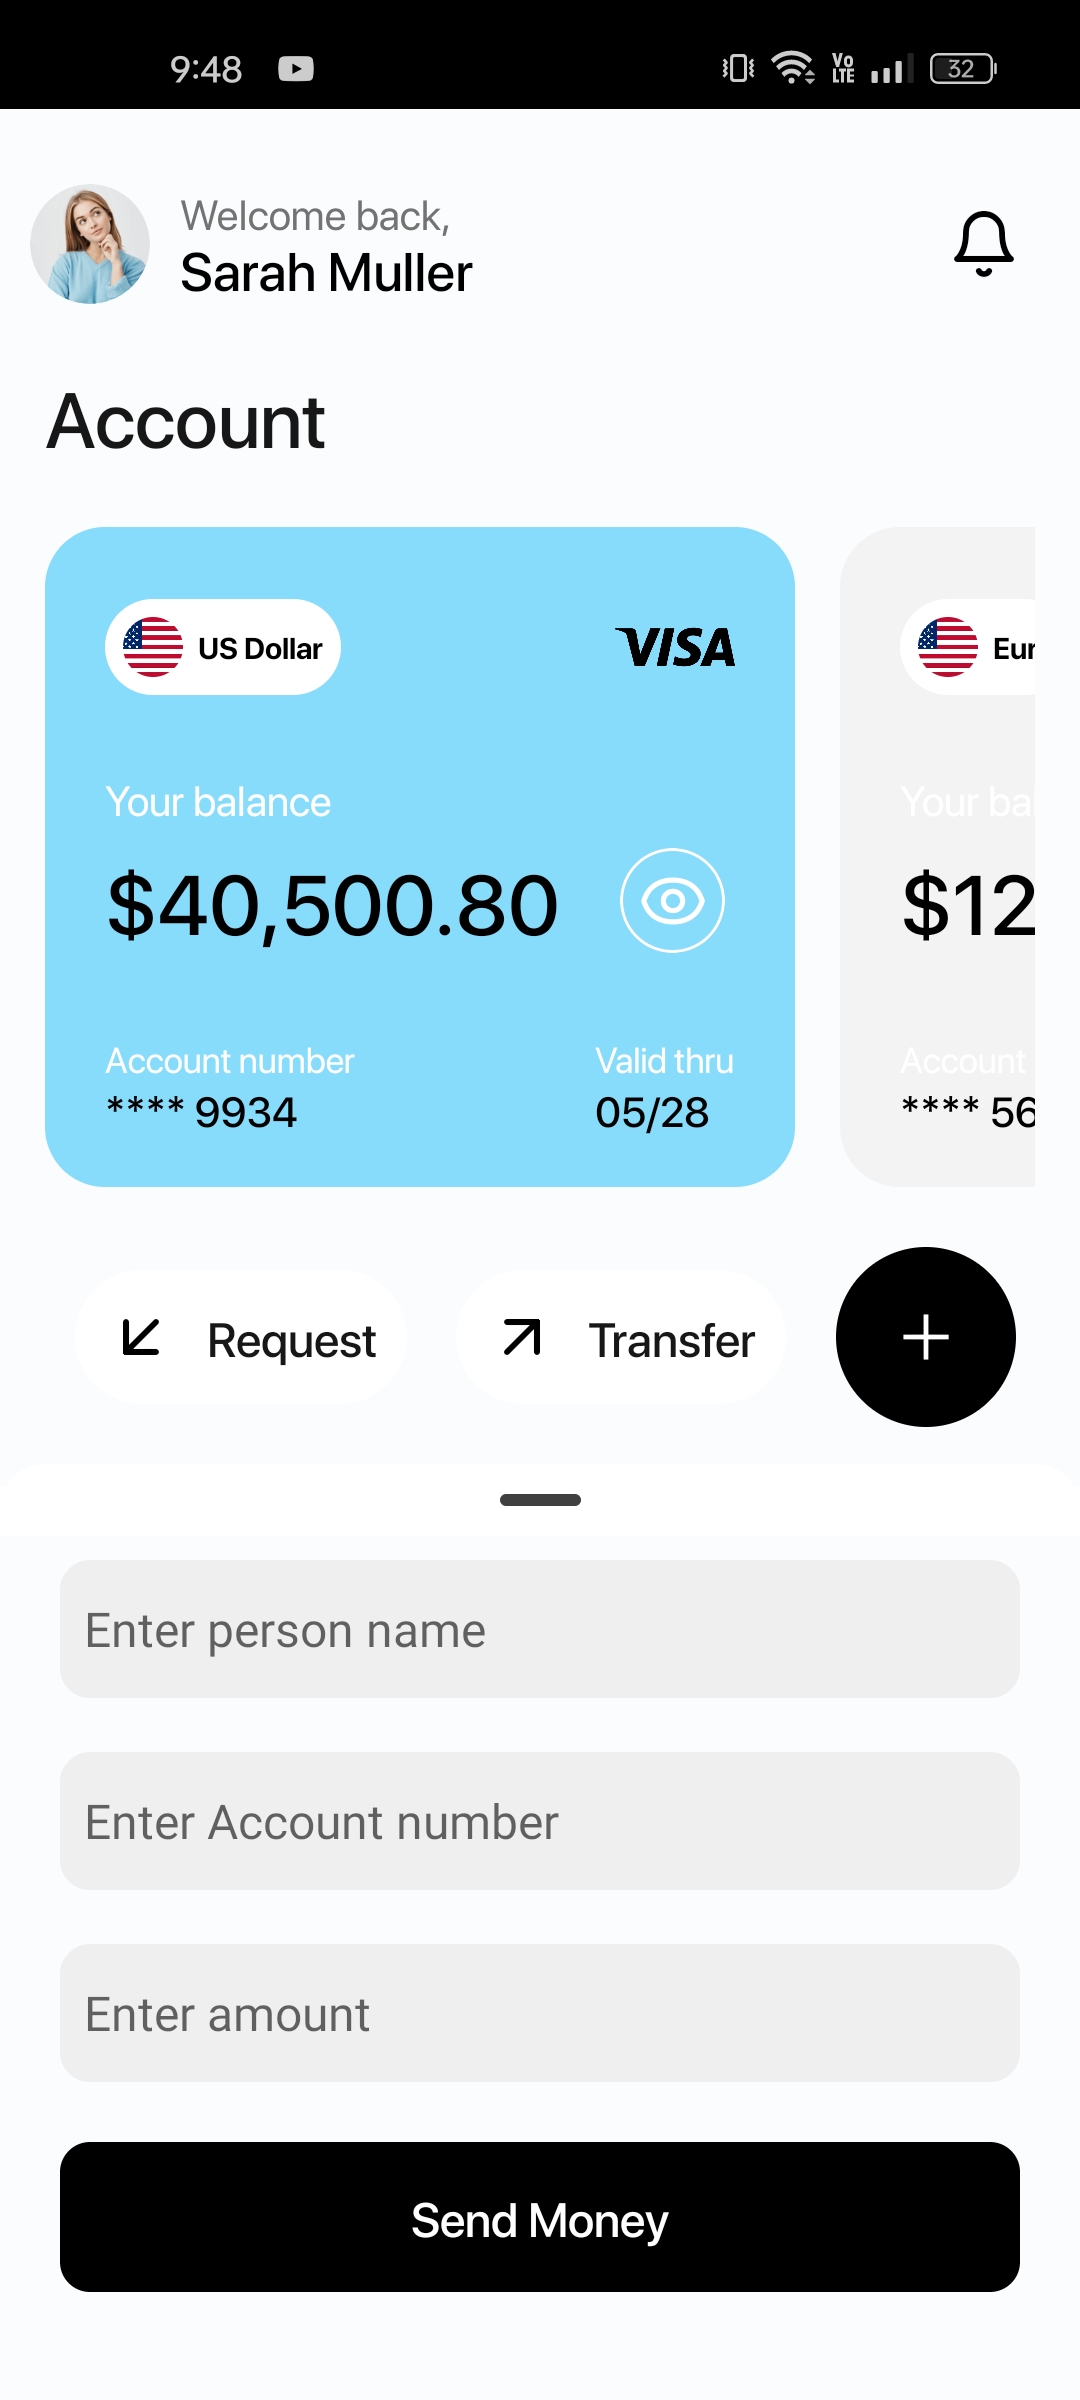 9:48
Vo
LTE
32
Welcome back,
Sarah Muller
Account
US Dollar
VISA
Eur
Your balance
Your bal
$40,500.80
$12
Account number
Valid thru
Account
**** 9934
05/28
**** 56
Request
Transfer
Enter person name
Enter Account number
Enter amount
Send Money